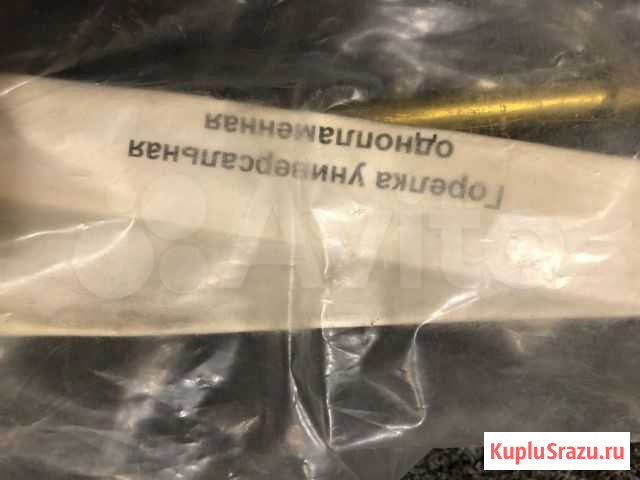 Горелка универсальная
однопламенная
Avito
KupluSrazu.ru